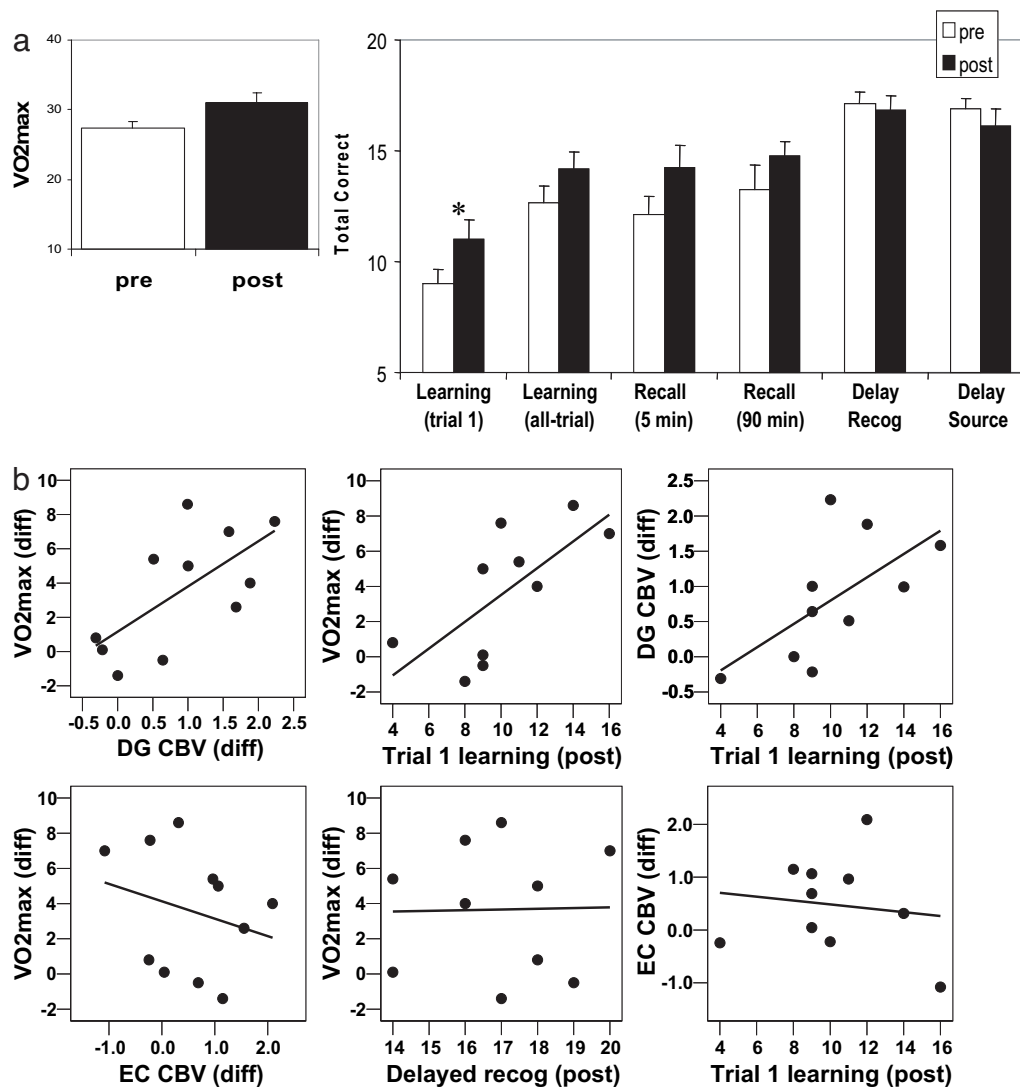 a
40
30
20
10
VO2max
pre
post
20
15
10
5
Total Correct
pre
post
*
Learning (trial 1)
Learning (all-trial)
Recall (5 min)
Recall (90 min)
Delay Recog
Delay Source
b
10
8
6
4
2
0
-2
VO2max (diff)
-0.5 0.0 0.5 1.0 1.5 2.0 2.5
DG CBV (diff)
10
8
6
4
2
0
-2
VO2max (diff)
4 6 8 10 12 14 16
Trial 1 learning (post)
2.5
2.0
1.5
1.0
0.5
0.0
-0.5
DG CBV (diff)
4 6 8 10 12 14 16
Trial 1 learning (post)
10
8
6
4
2
0
-2
VO2max (diff)
-1.0 0.0 1.0 2.0
EC CBV (diff)
10
8
6
4
2
0
-2
VO2max (diff)
14 15 16 17 18 19 20
Delayed recog (post)
2.0
1.0
0.0
-1.0
EC CBV (diff)
4 6 8 10 12 14 16
Trial 1 learning (post)